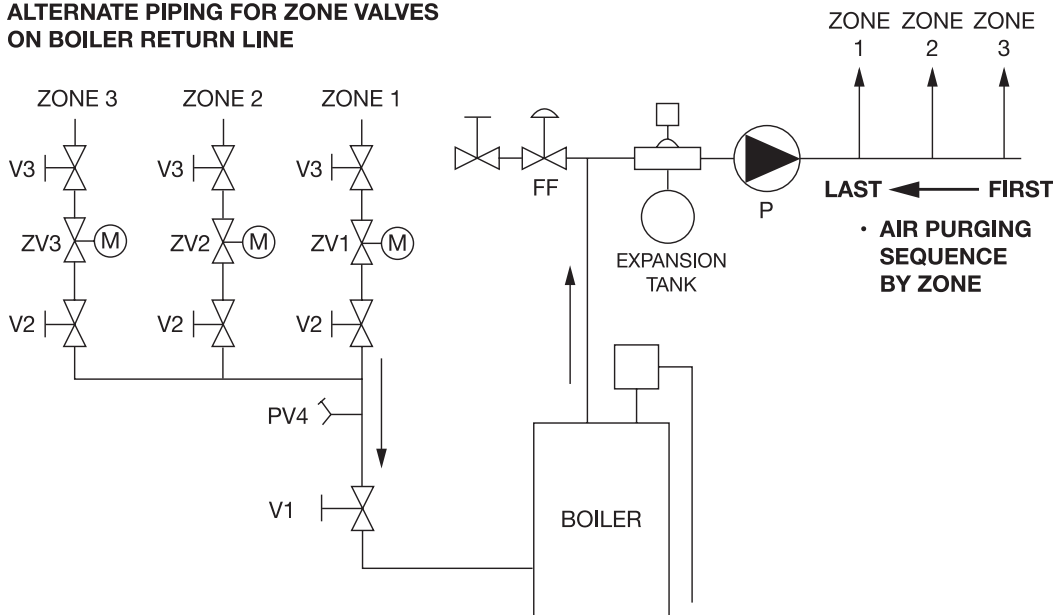 ALTERNATE PIPING FOR ZONE VALVES
ON BOILER RETURN LINE
ZONE 3
ZONE 2
ZONE 1
V3
V3
V3
ZV3
M
ZV2
M
ZV1
M
V2
V2
V2
PV4
V1
FF
EXPANSION
TANK
P
BOILER
ZONE
1
ZONE
2
ZONE
3
LAST
FIRST
• AIR PURGING
SEQUENCE
BY ZONE